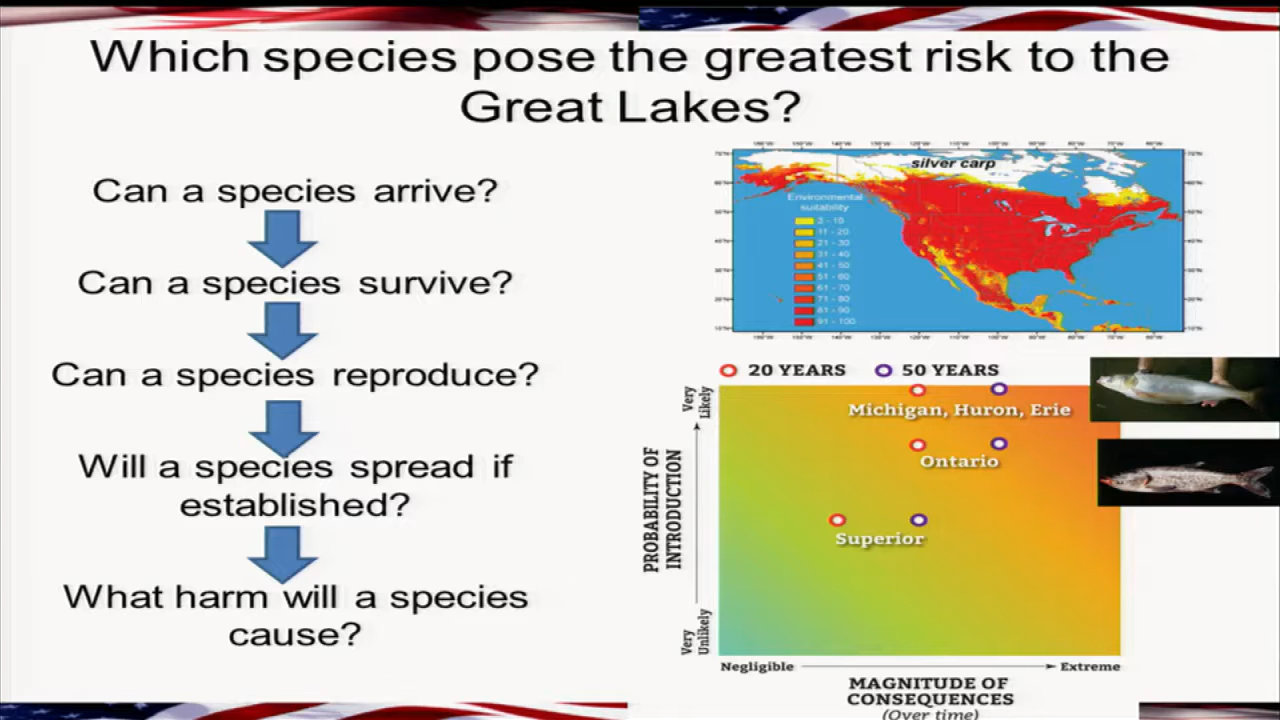 Which species pose the greatest risk to the
Great Lakes?
Can a species arrive?
Can a species survive?
Can a species reproduce?
Will a species spread if
established?
What harm will a species
cause?
silver carp
Environmental
suitability
11 - 20
21 - 30
31 - 40
41 - 50
51 - 60
61 - 70
71 - 80
81 - 90
91 - 100
20 YEARS
50 YEARS
Very
Likely
PROBABILITY OF
INTRODUCTION
Very
Unlikely
Michigan, Huron, Erie
Ontario
Superior
Negligible
Extreme
MAGNITUDE OF
CONSEQUENCES
(Over time)